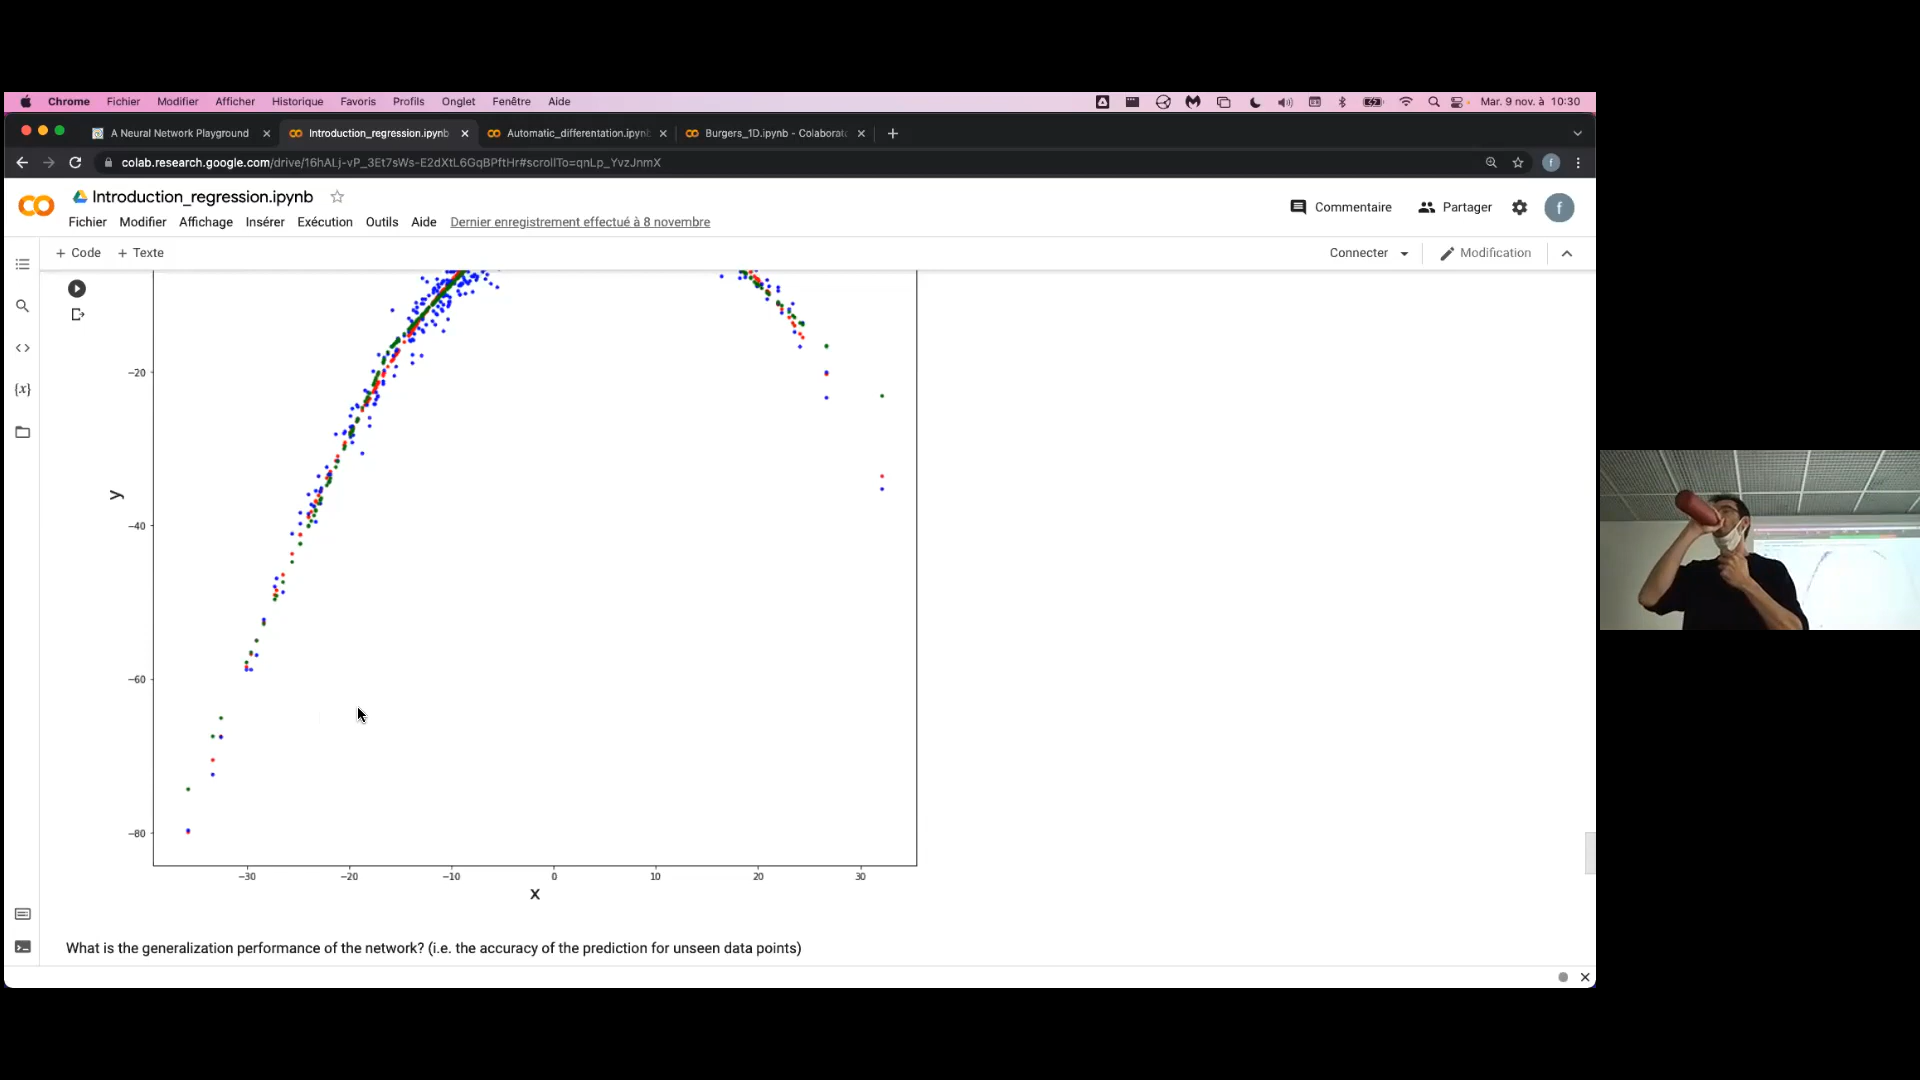 Chrome Fichier Modifier Afficher Historique Favoris Profils Onglet Fenêtre Aide Mar. 9 nov. à 10:30
A Neural Network Playground Introduction_regression.ipynb Automatic_differentation.ipynb Burgers_1D.ipynb - Colaborato
colab.research.google.com/drive/16hALj-vP_3Et7sWs-E2dXtL6GqBPftHr#scrollTo=qnLp_YvzJnmX f
Introduction_regression.ipynb
Commentaire Partager f
Fichier Modifier Affichage Insérer Exécution Outils Aide Dernier enregistrement effectué à 8 novembre
+ Code + Texte Connecter Modification
{x}
−20
−40
−60
−80
y
−30 −20 −10 0 10 20 30
x
What is the generalization performance of the network? (i.e. the accuracy of the prediction for unseen data points)